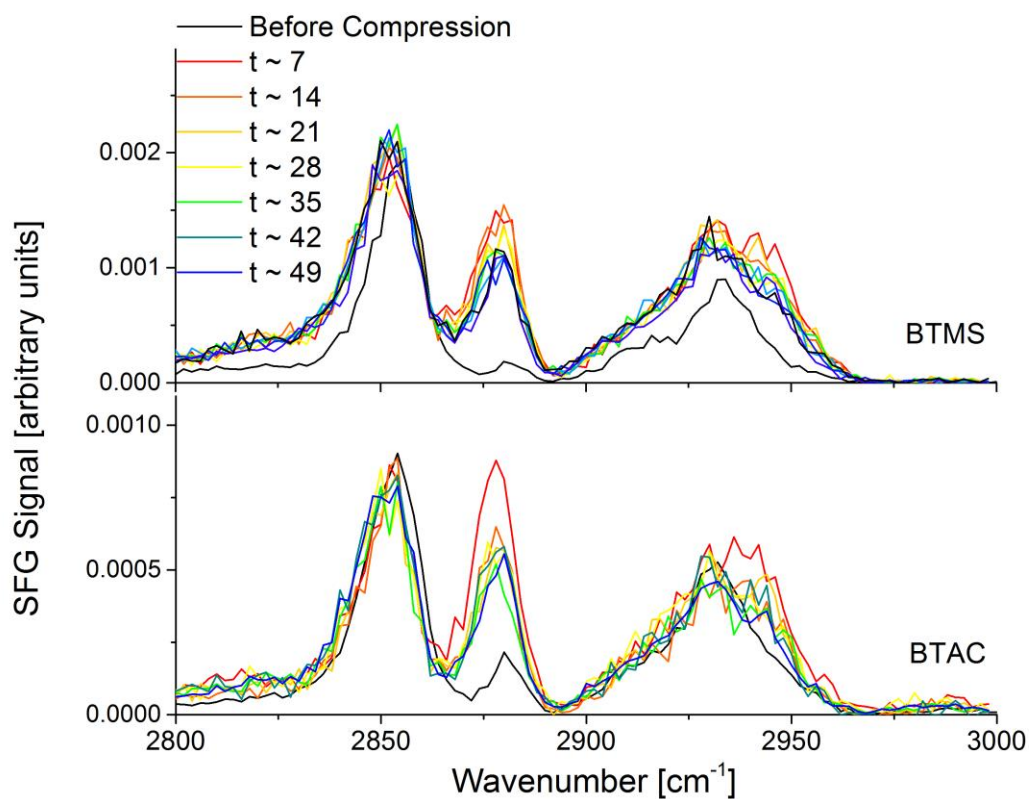 Before Compression
t ~ 7
t ~ 14
t ~ 21
t ~ 28
t ~ 35
t ~ 42
t ~ 49
0.002
0.001
0.000
BTMS
0.0010
0.0005
0.0000
BTAC
2800 2850 2900 2950 3000
Wavenumber [cm⁻¹]
SFG Signal [arbitrary units]